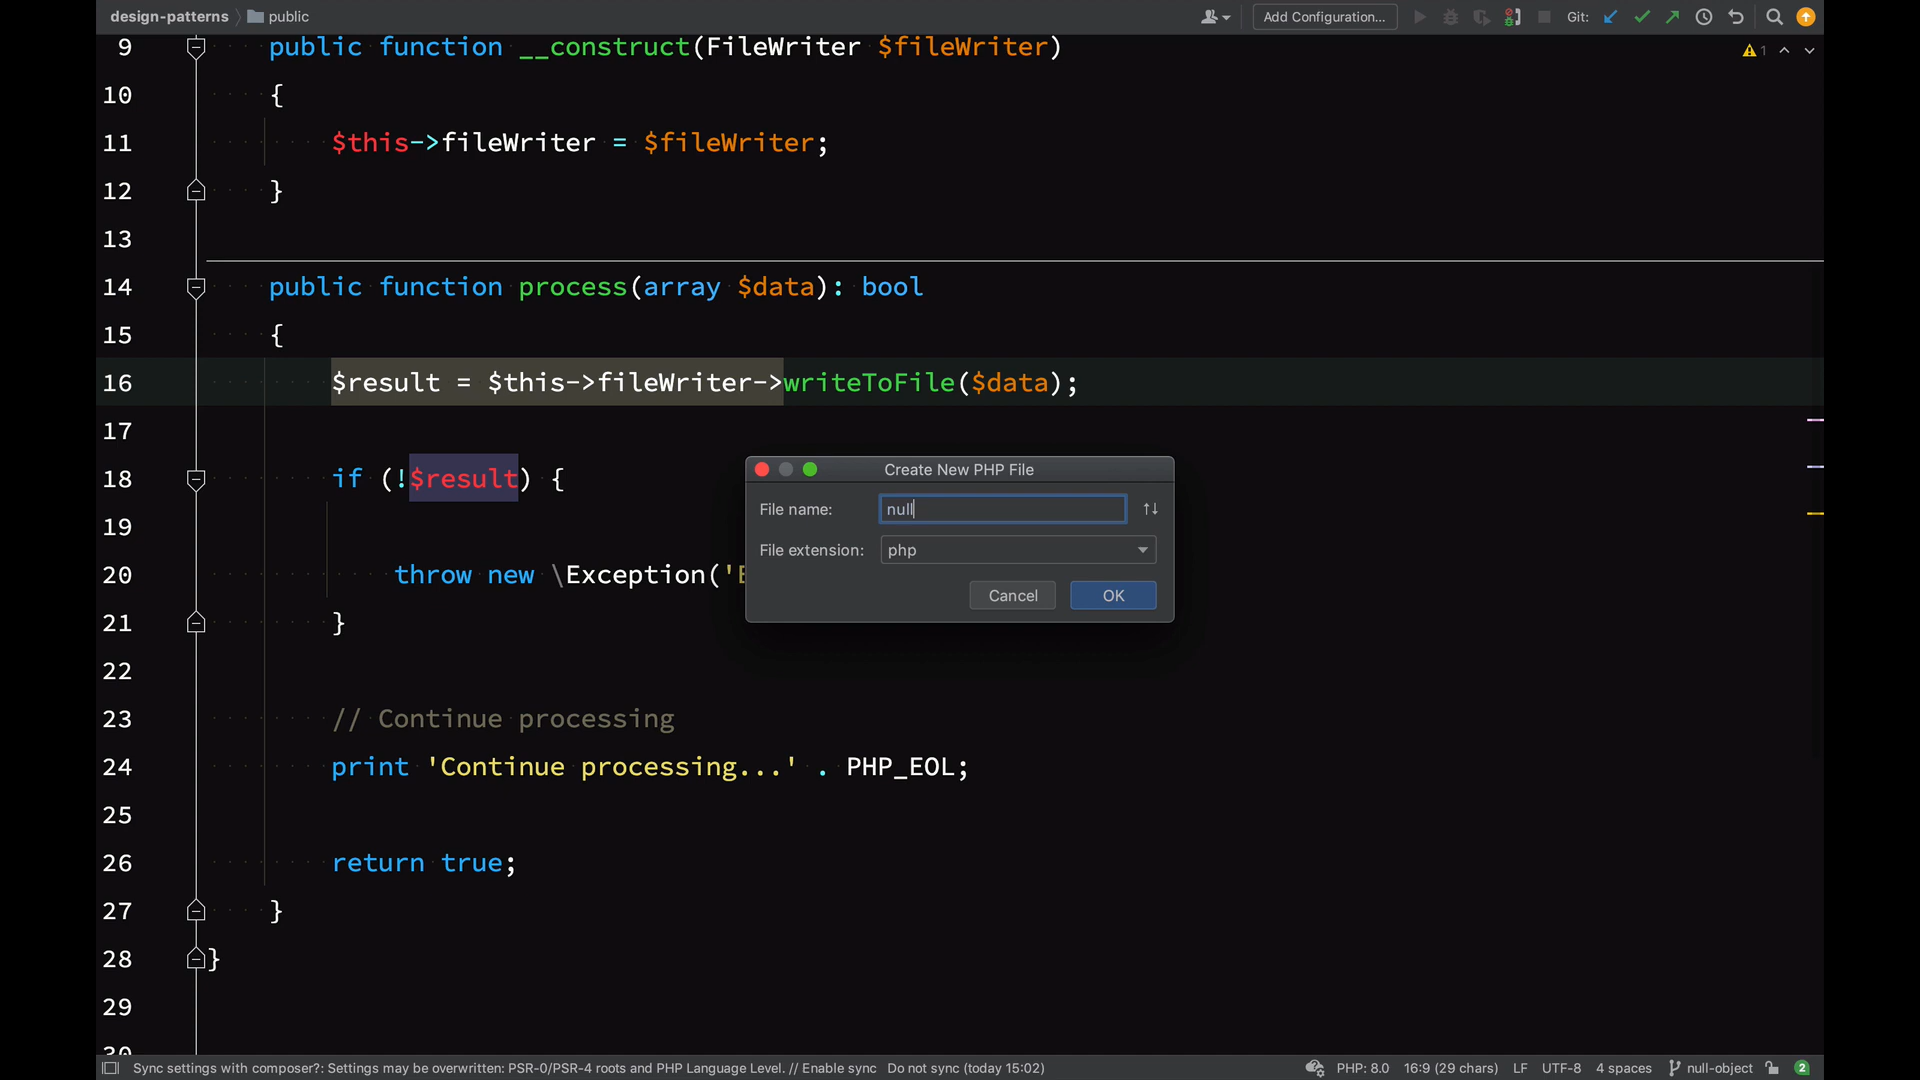 design-patterns
public
Add Configuration...
Git:
9 public function __construct(FileWriter $fileWriter)
1
10 {
11 $this->fileWriter = $fileWriter;
12 }
13
14 public function process(array $data): bool
15 {
16 $result = $this->fileWriter->writeToFile($data);
17
18 if (!$result) {
19
20 throw new \Exception('
21 }
22
23 // Continue processing
24 print 'Continue processing...' . PHP_EOL;
25
26 return true;
27 }
28 }
29
30
Create New PHP File
File name: null
File extension: php
Cancel OK
Sync settings with composer?: Settings may be overwritten: PSR-0/PSR-4 roots and PHP Language Level. // Enable sync Do not sync (today 15:02)
PHP: 8.0 16:9 (29 chars) LF UTF-8 4 spaces null-object 2